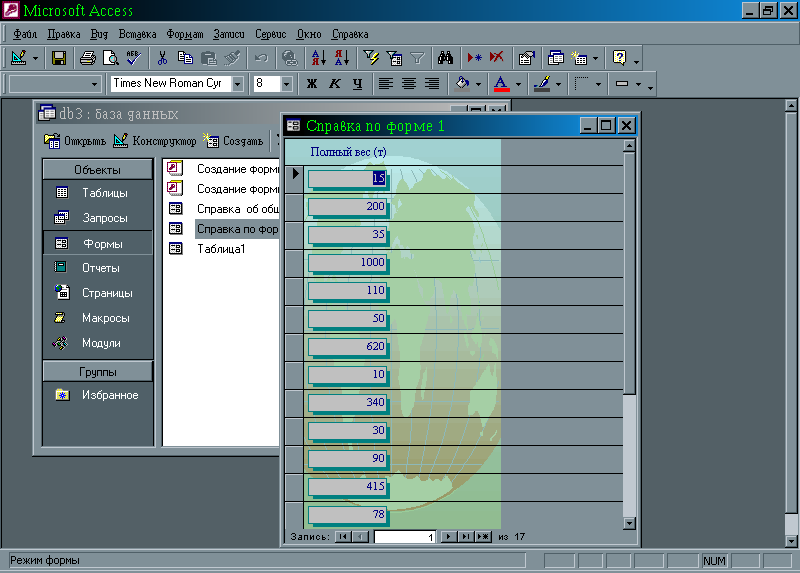 Microsoft Access
Файл Правка Вид Вставка Формат Записи Сервис Окно Справка
Times New Roman Cyr 8 Ж К Ч
db3 : база данных
Открыть Конструктор Создать
Объекты
Таблицы
Запросы
Формы
Отчеты
Страницы
Макросы
Модули
Группы
Избранное
Создание форм
Создание форм
Справка об общ
Справка по фор
Таблица1
Справка по форме 1
Полный вес (т)
15
200
35
1000
110
50
620
10
340
30
90
415
78
Запись: 1 из 17
Режим формы NUM